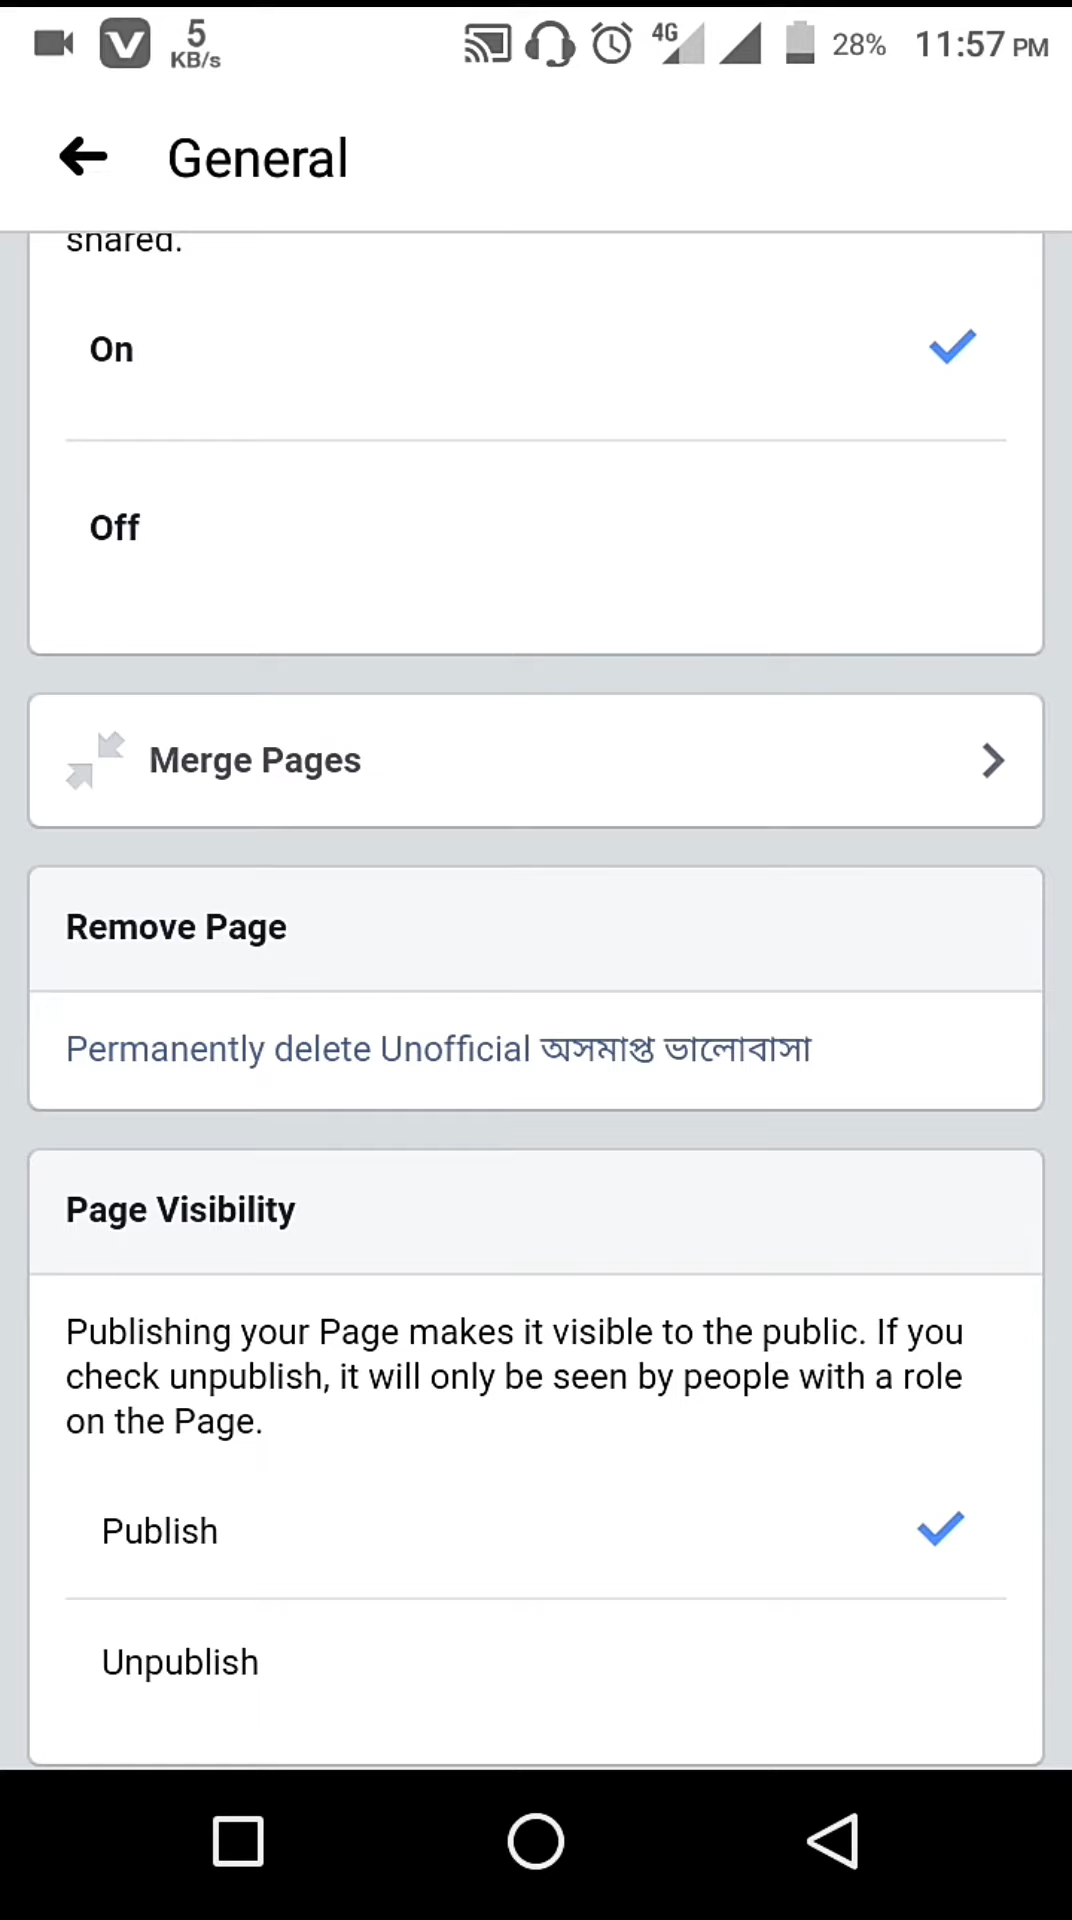 5
KB/s
4G
28%
11:57 PM
General
shared.
On
Off
Merge Pages
Remove Page
Permanently delete Unofficial অসমাপ্ত ভালোবাসা
Page Visibility
Publishing your Page makes it visible to the public. If you
check unpublish, it will only be seen by people with a role
on the Page.
Publish
Unpublish